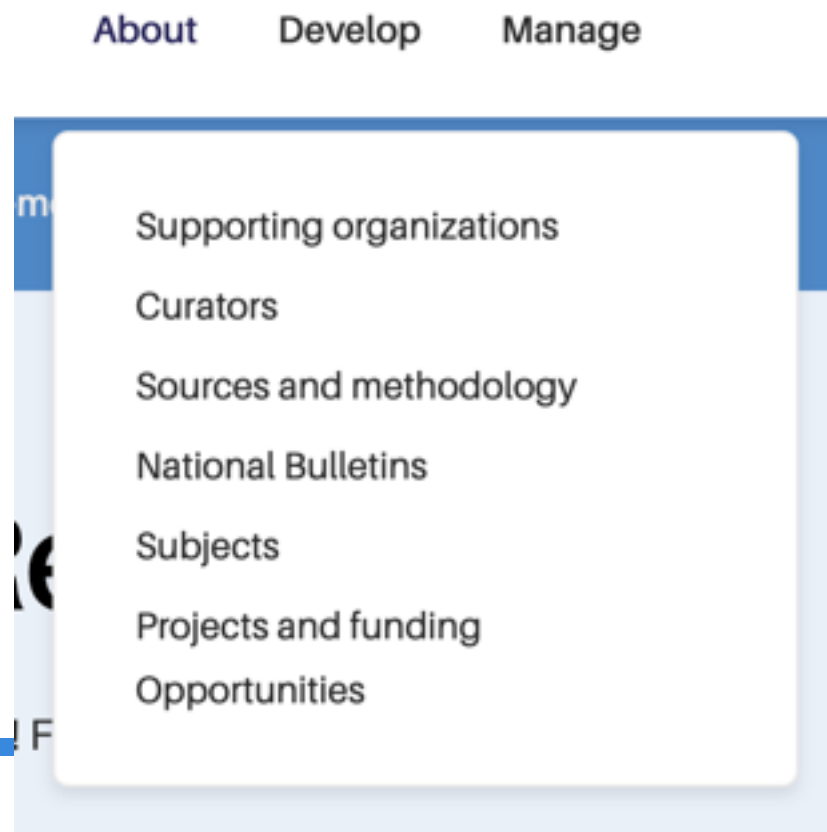 About Develop Manage
Supporting organizations
Curators
Sources and methodology
National Bulletins
Subjects
Projects and funding
Opportunities